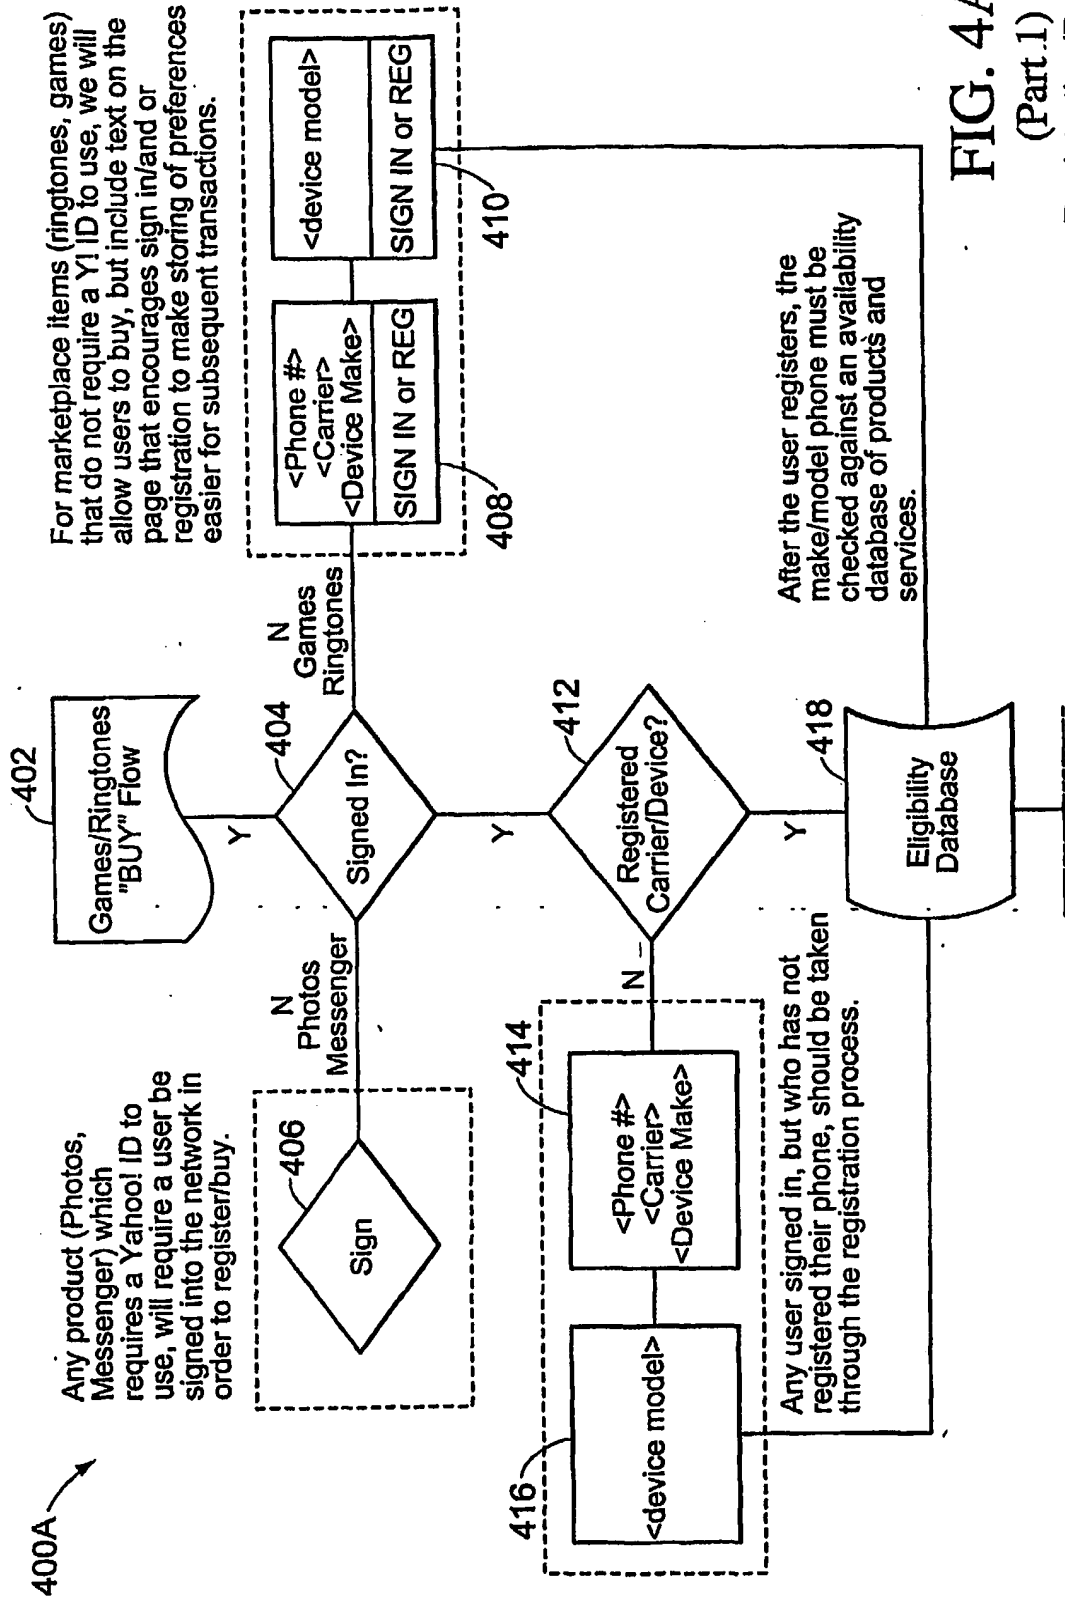 400A
Any product (Photos,
Messenger) which
requires a Yahoo! ID to
use, will require a user be
signed into the network in
order to register/buy.
402
Games/Ringtones
"BUY" Flow
For marketplace items (ringtones, games)
that do not require a Y! ID to use, we will
allow users to buy, but include text on the
page that encourages sign in/and or
registration to make storing of preferences
easier for subsequent transactions.
Y
404
Signed In?
N
Photos
Messenger
406
Sign
N
Games
Ringtones
<Phone #>
<Carrier>
<Device Make>
SIGN IN or REG
408
<device model>
SIGN IN or REG
410
Y
412
Registered
Carrier/Device?
N
414
<Phone #>
<Carrier>
<Device Make>
416
<device model>
Any user signed in, but who has not
registered their phone, should be taken
through the registration process.
Y
418
Eligibility
Database
After the user registers, the
make/model phone must be
checked against an availability
database of products and
services.
FIG. 4A
(Part 1)